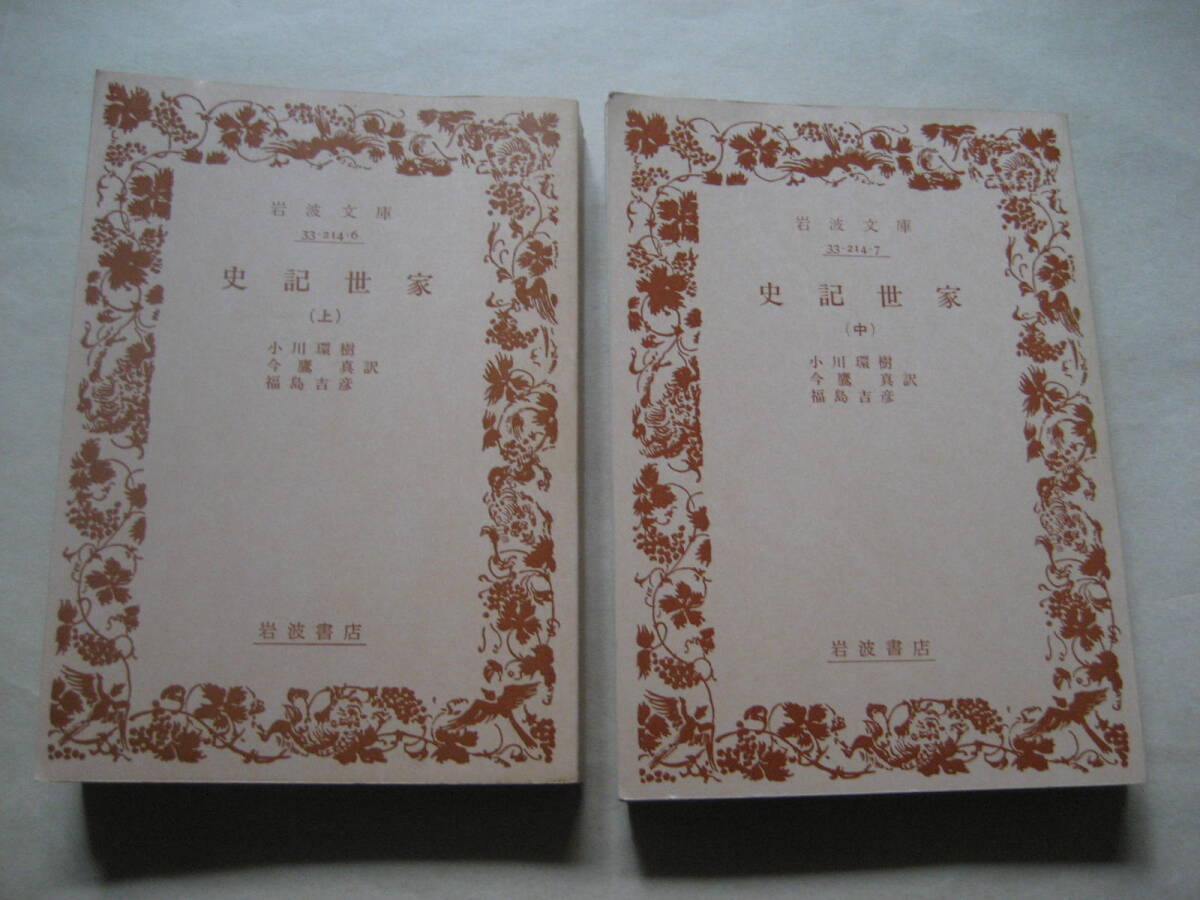 岩波文庫
33-214-6
史記世家
(上)
小川環樹
今鷹真訳
福島吉彦
岩波書店
岩波文庫
33-214-7
史記世家
(中)
小川環樹
今鷹真訳
福島吉彦
岩波書店